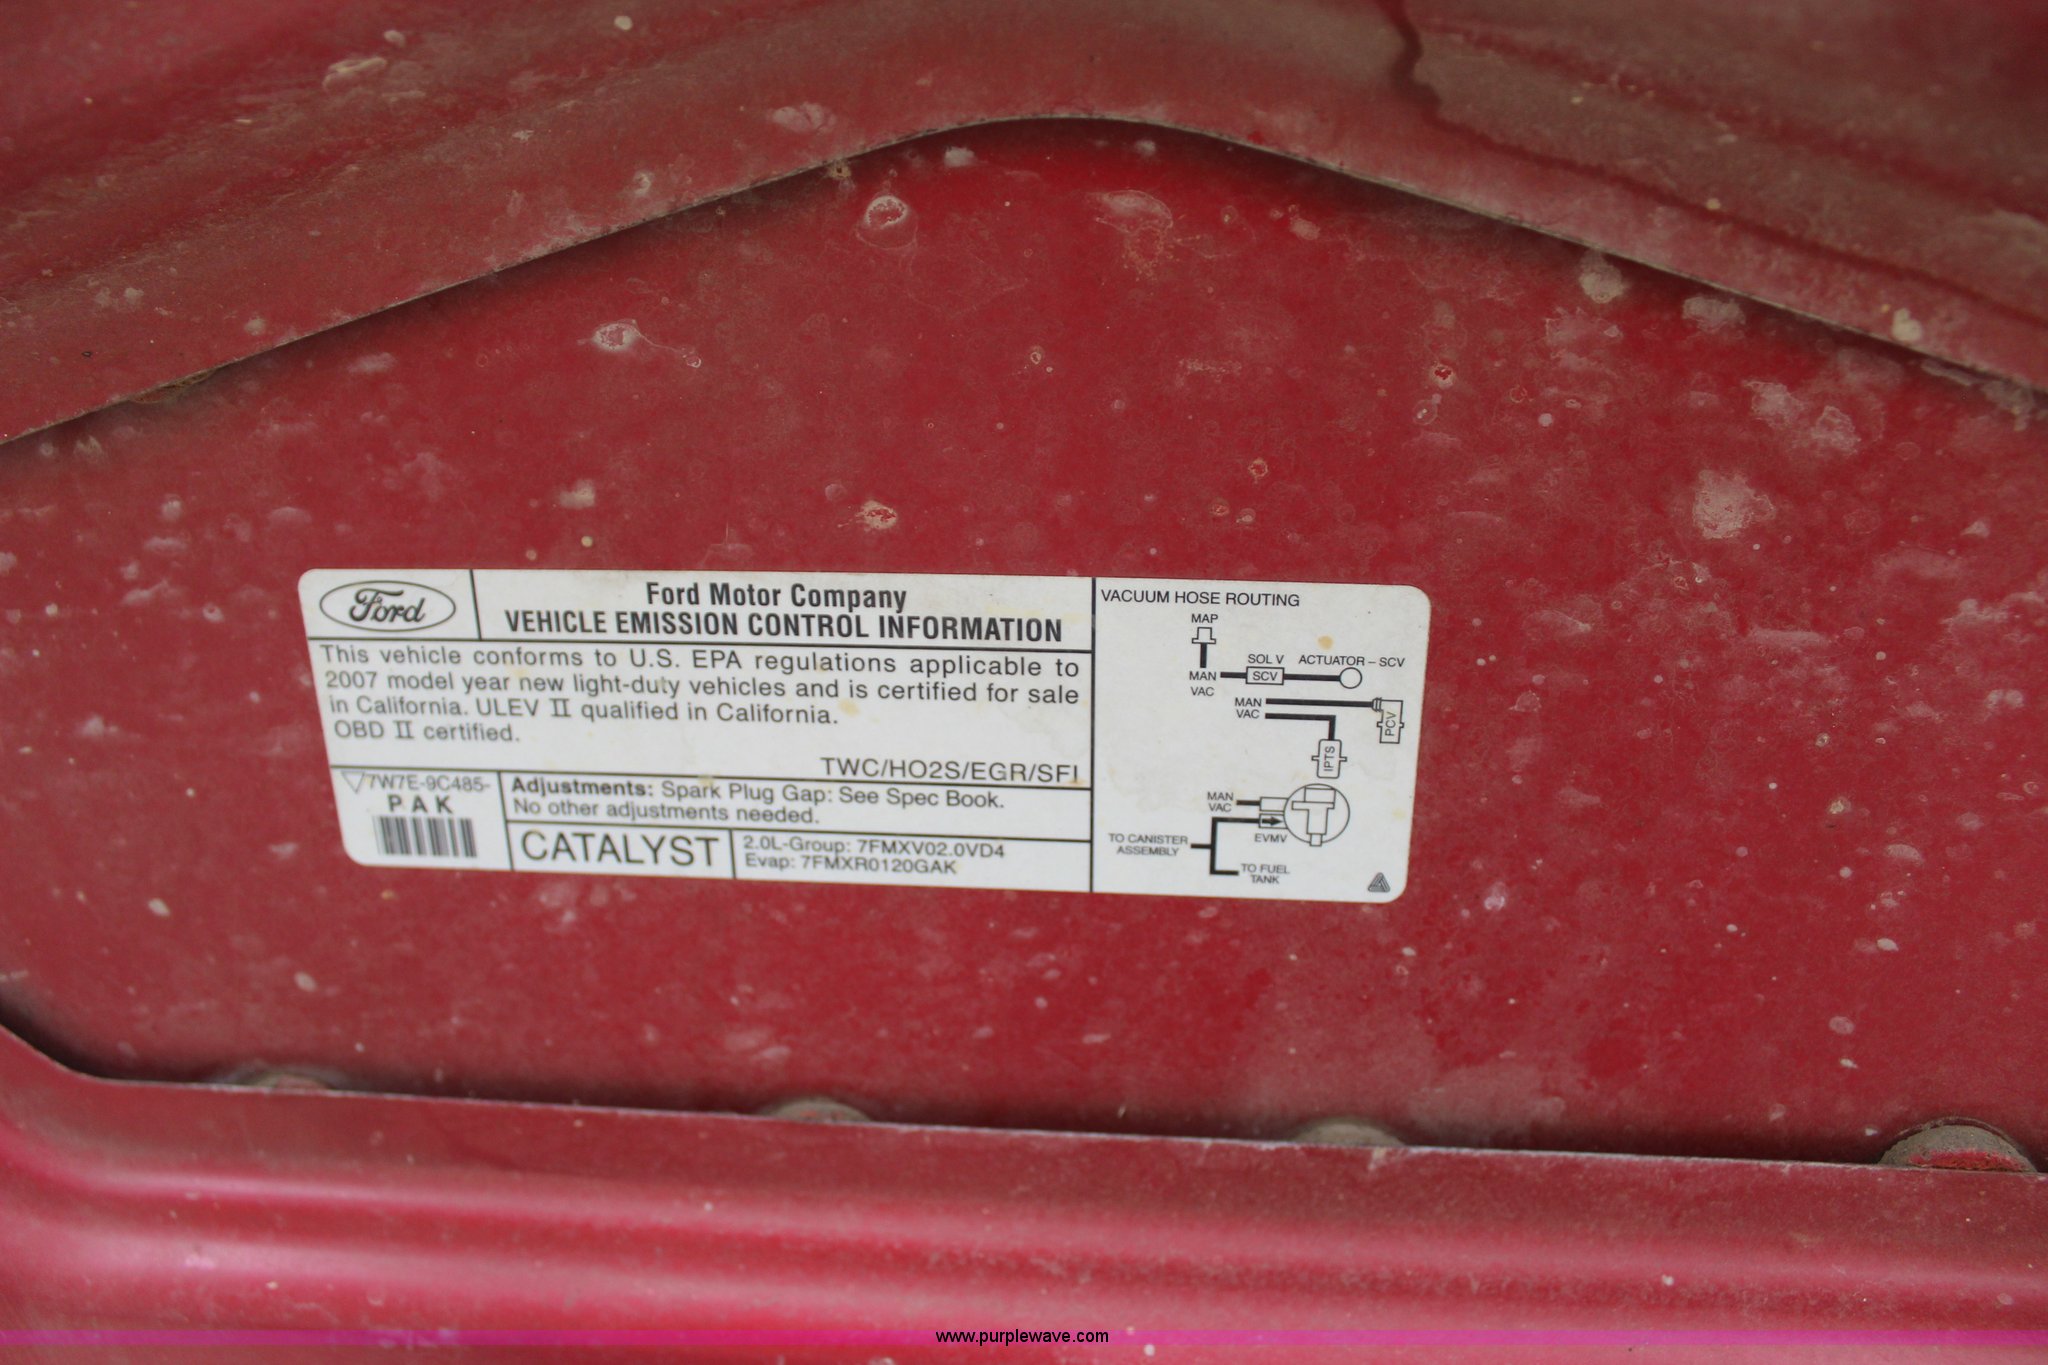 Ford
Ford Motor Company
VEHICLE EMISSION CONTROL INFORMATION
This vehicle conforms to U.S. EPA regulations applicable to
2007 model year new light-duty vehicles and is certified for sale
in California. ULEV II qualified in California.
OBD II certified.
TWC/HO2S/EGR/SFI
7W7E-9C485-
PAK
Adjustments: Spark Plug Gap: See Spec Book.
No other adjustments needed.
CATALYST
2.0L-Group: 7FMXV02.0VD4
Evap: 7FMXR0120GAK
VACUUM HOSE ROUTING
MAP
MAN
VAC
SOL V
SCV
ACTUATOR – SCV
MAN
VAC
PCV
IPTS
MAN
VAC
EVMV
TO CANISTER
ASSEMBLY
TO FUEL
TANK
www.purplewave.com